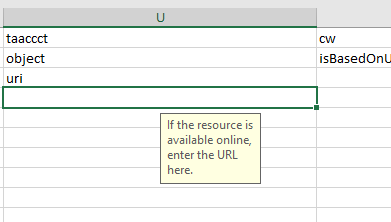 U
taaccct cw
object isBasedOnU
uri
If the resource is
available online,
enter the URL
here.